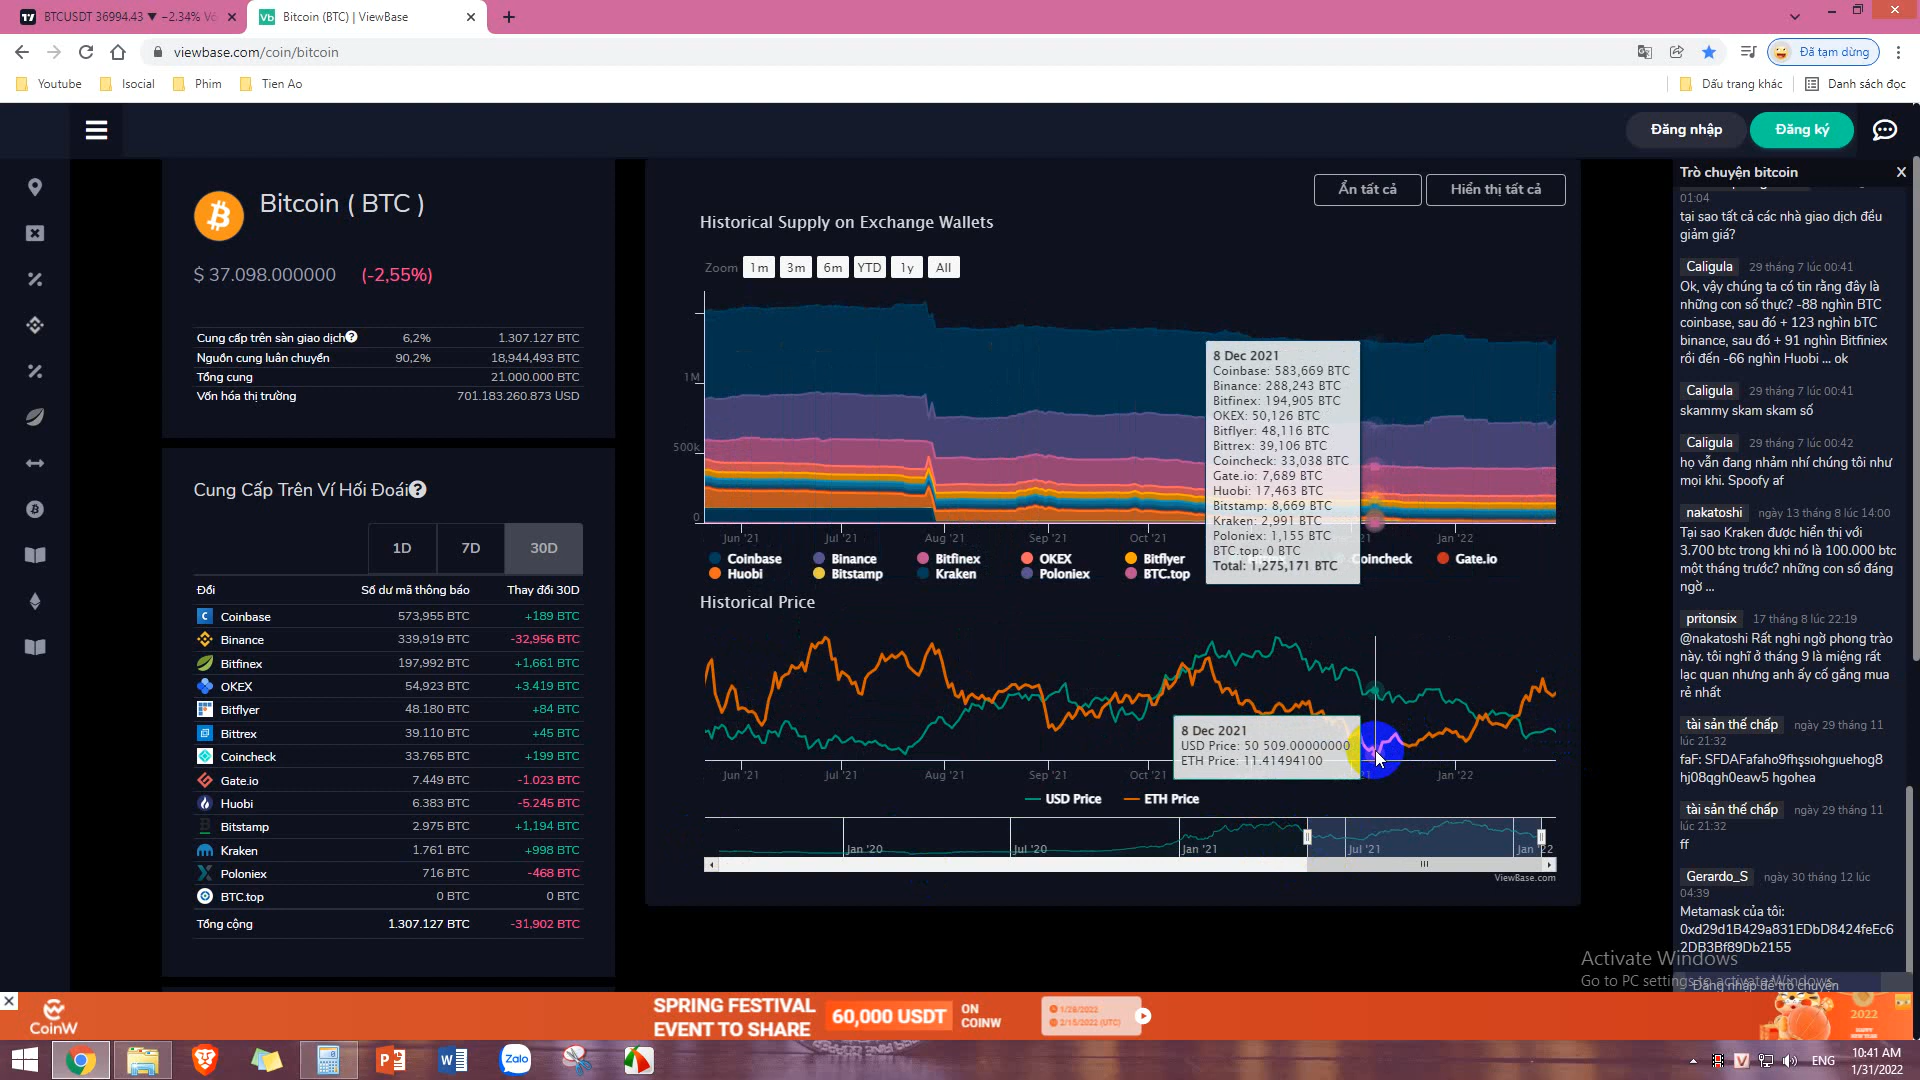 BTCUSDT 36994.43 ▼ −2.34%
Bitcoin (BTC) | ViewBase
viewbase.com/coin/bitcoin
Đã tạm dừng
Youtube
Isocial
Phim
Tien Ao
Dấu trang khác
Danh sách đọc
Đăng nhập
Đăng ký
Bitcoin ( BTC )
$ 37.098.000000 (-2,55%)
Cung cấp trên sàn giao dịch 6,2% 1.307.127 BTC
Nguồn cung luân chuyển 90,2% 18,944,493 BTC
Tổng cung 21.000.000 BTC
Vốn hóa thị trường 701.183.260.873 USD
Cung Cấp Trên Ví Hối Đoái
1D 7D 30D
Đổi Số dư mã thông báo Thay đổi 30D
Coinbase 573,955 BTC +189 BTC
Binance 339,919 BTC -32,956 BTC
Bitfinex 197,992 BTC +1,661 BTC
OKEX 54,923 BTC +3.419 BTC
Bitflyer 48.180 BTC +84 BTC
Bittrex 39.110 BTC +45 BTC
Coincheck 33.765 BTC +199 BTC
Gate.io 7.449 BTC -1.023 BTC
Huobi 6.383 BTC -5.245 BTC
Bitstamp 2.975 BTC +1,194 BTC
Kraken 1.761 BTC +998 BTC
Poloniex 716 BTC -468 BTC
BTC.top 0 BTC 0 BTC
Tổng cộng 1.307.127 BTC -31,902 BTC
Ẩn tất cả
Hiển thị tất cả
Historical Supply on Exchange Wallets
Zoom 1m 3m 6m YTD 1y All
1M
500k
0
Jun '21 Jul '21 Aug '21 Sep '21 Oct '21 Jan '22
8 Dec 2021
Coinbase: 583,669 BTC
Binance: 288,243 BTC
Bitfinex: 194,905 BTC
OKEX: 50,126 BTC
Bitflyer: 48,116 BTC
Bittrex: 39,106 BTC
Coincheck: 33,038 BTC
Gate.io: 7,689 BTC
Huobi: 17,463 BTC
Bitstamp: 8,669 BTC
Kraken: 2,991 BTC
Poloniex: 1,155 BTC
BTC.top: 0 BTC
Total: 1,275,171 BTC
Coinbase Binance Bitfinex OKEX Bitflyer Coincheck Gate.io
Huobi Bitstamp Kraken Poloniex BTC.top
Historical Price
8 Dec 2021
USD Price: 50 509.00000000
ETH Price: 11.41494100
Jun '21 Jul '21 Aug '21 Sep '21 Oct '21 Jan '22
USD Price ETH Price
Jan '20 Jul '20 Jan '21 Jul '21 Jan '22
ViewBase.com
Trò chuyện bitcoin X
01:04
tại sao tất cả các nhà giao dịch đều
giảm giá?
Caligula 29 tháng 7 lúc 00:41
Ok, vậy chúng ta có tin rằng đây là
những con số thực? -88 nghìn BTC
coinbase, sau đó + 123 nghìn bTC
binance, sau đó + 91 nghìn Bitfiniex
rồi đến -66 nghìn Huobi ... ok
Caligula 29 tháng 7 lúc 00:41
skammy skam skam số
Caligula 29 tháng 7 lúc 00:42
họ vẫn đang nhảm nhí chúng tôi như
mọi khi. Spoofy af
nakatoshi ngày 13 tháng 8 lúc 14:00
Tại sao Kraken được hiển thị với
3.700 btc trong khi nó là 100.000 btc
một tháng trước? những con số đáng
ngờ ...
pritonsix 17 tháng 8 lúc 22:19
@nakatoshi Rất nghi ngờ phong trào
này. tôi nghĩ ở tháng 9 là miệng rất
lạc quan nhưng anh ấy cố gắng mua
rẻ nhất
tài sản thế chấp ngày 29 tháng 11
lúc 21:32
hj08qgh0eaw5 hgohea
tài sản thế chấp ngày 29 tháng 11
lúc 21:32
ff
Gerardo_S ngày 30 tháng 12 lúc
04:39
Metamask của tôi:
0xd29d1B429a831EDbD8424feEc6
2DB3Bf89Db2155
Đăng nhập để trò chuyện
Activate Windows
Go to PC settings to activate Windows.
CoinW
SPRING FESTIVAL
EVENT TO SHARE
60,000 USDT
ON
COINW
1/28/2022
2/15/2022 (UTC)
2022
Zalo
ENG
10:41 AM
1/31/2022